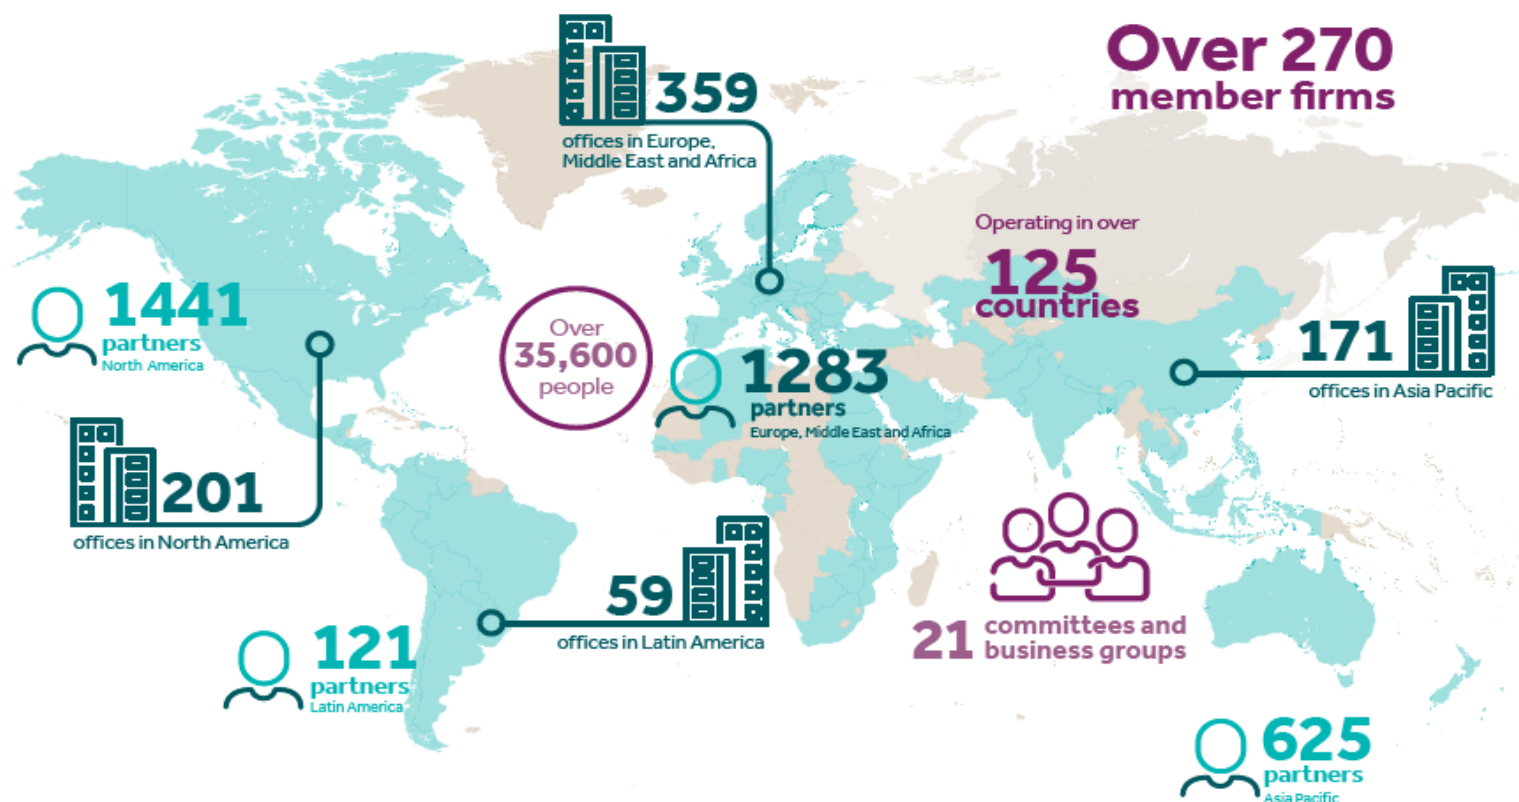 Over 270
member firms
359
offices in Europe,
Middle East and Africa
Operating in over
125
countries
1441
partners
North America
Over
35,600
people
171
offices in Asia Pacific
1283
partners
Europe, Middle East and Africa
201
offices in North America
59
offices in Latin America
21 committees and
business groups
121
partners
Latin America
625
partners
Asia Pacific